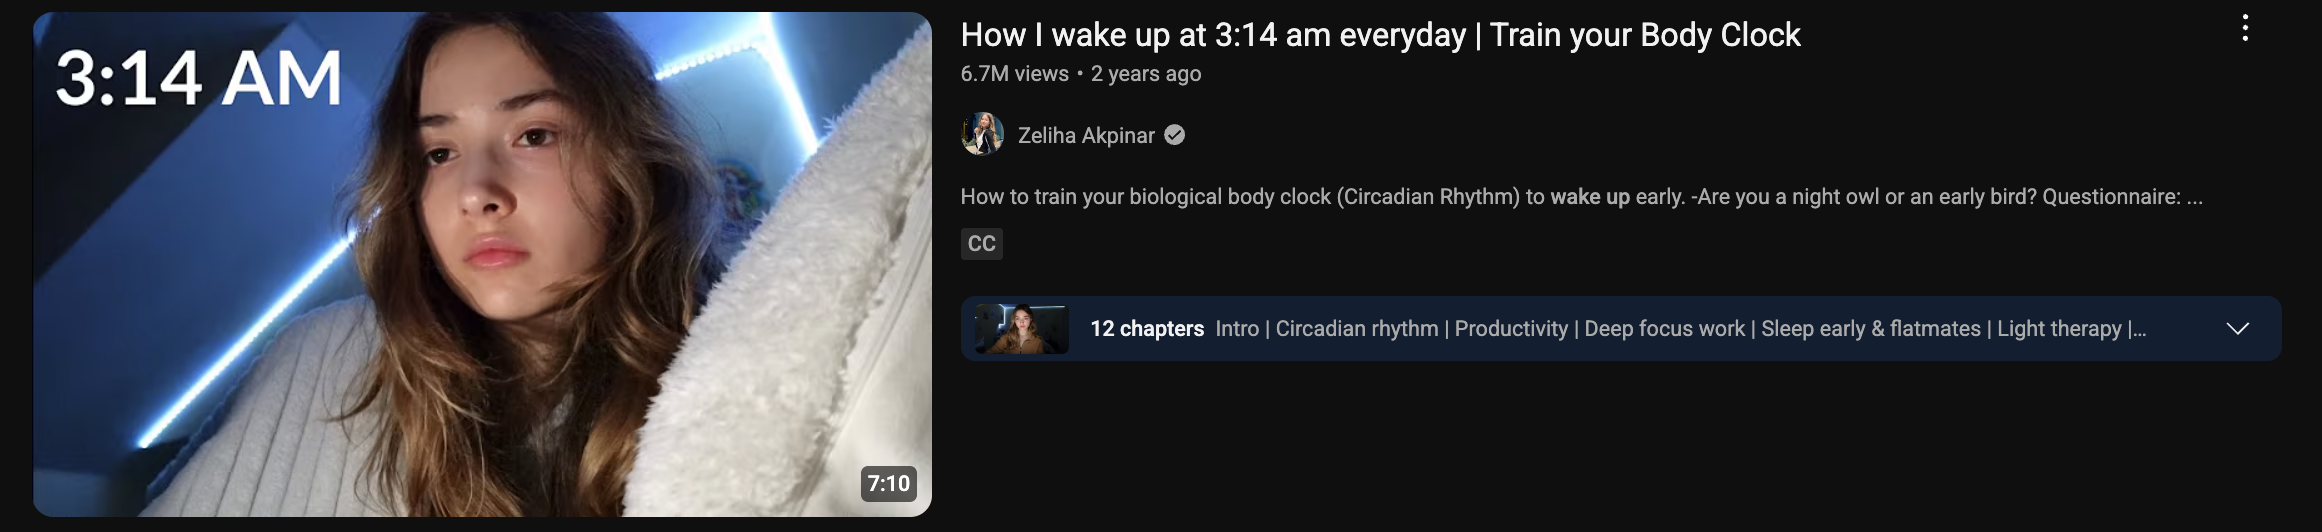 3:14 AM
7:10
How I wake up at 3:14 am everyday | Train your Body Clock
6.7M views • 2 years ago
Zeliha Akpinar
How to train your biological body clock (Circadian Rhythm) to wake up early. -Are you a night owl or an early bird? Questionnaire: ...
CC
12 chapters Intro | Circadian rhythm | Productivity | Deep focus work | Sleep early & flatmates | Light therapy |...